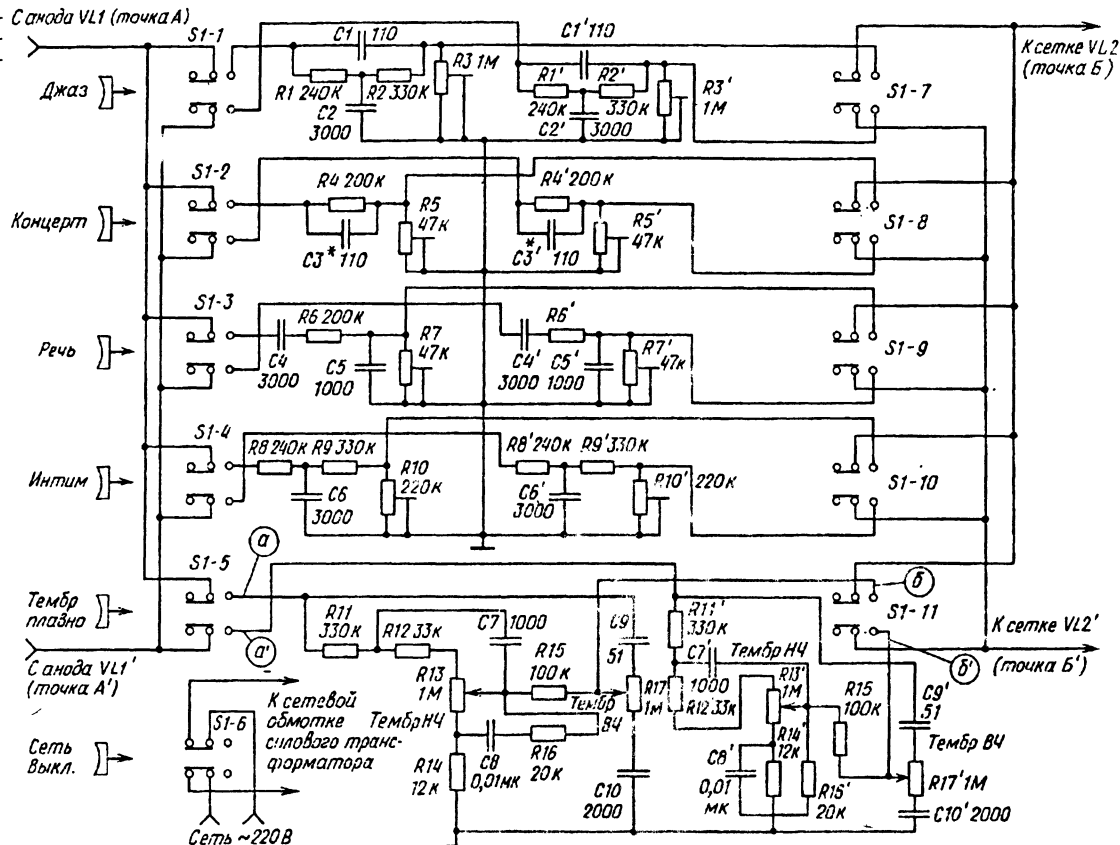 С анода VL1 (точка А)
S1-1
C1 110
C1' 110
К сетке VL2
(точка Б)
Джаз
R1 240к
R2 330к
R3 1М
R1'
240к
R2'
330к
R3'
1М
S1-7
C2
3000
C2' 3000
S1-2
R4 200к
R4' 200к
Концерт
R5
47к
R5'
47к
S1-8
C3* 110
C3'* 110
S1-3
R6 200к
R6'
Речь
R7
47к
R7'
47к
S1-9
C4
3000
C5
1000
C4'
3000
C5'
1000
S1-4
R8 240к
R9 330к
R8' 240к
R9' 330к
Интим
R10
220к
R10' 220к
S1-10
C6
3000
C6'
3000
S1-5
а
б
Тембр
плавно
R11
330к
R12 33к
C7 1000
C9
51
R11'
330к
S1-11
а'
б'
К сетке VL2'
(точка Б')
С анода VL1'
(точка А')
R13
1М
R15
100к
R17
1М
C7'
1000
Тембр НЧ
R13'
1М
R15
100к
C9'
51
R12 33к
S1-6
К сетевой
обмотке
силового транс-
форматора
Тембр НЧ
Тембр
ВЧ
Тембр ВЧ
Сеть
Выкл.
R14
12к
C8
0,01мк
R16
20к
C10
2000
C8'
0,01
мк
R14
12к
R16'
20к
R17' 1М
C10' 2000
Сеть ~220В